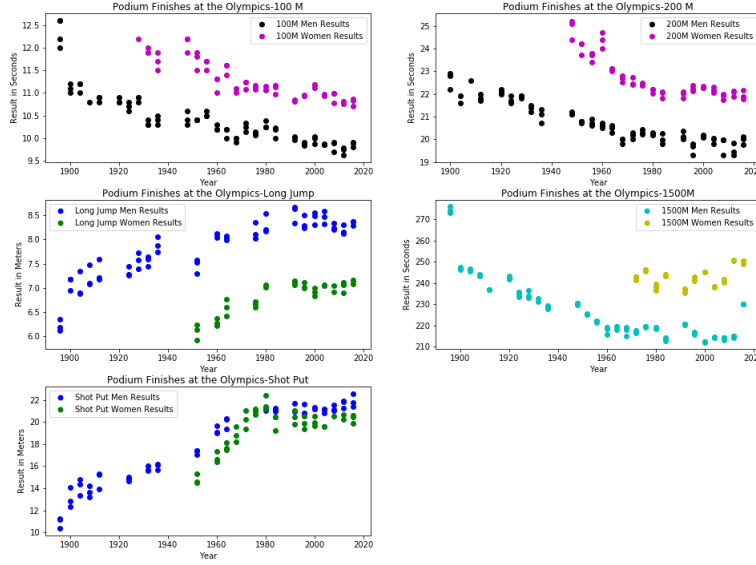 Podium Finishes at the Olympics-100 M
12.5
12.0
11.5
11.0
10.5
10.0
9.5
Result in Seconds
100M Men Results
100M Women Results
1900
1920
1940
1960
1980
2000
2020
Year
Podium Finishes at the Olympics-200 M
25
24
23
22
21
20
19
Result in Seconds
200M Men Results
200M Women Results
1900
1920
1940
1960
1980
2000
2020
Year
Podium Finishes at the Olympics-Long Jump
8.5
8.0
7.5
7.0
6.5
6.0
Result in Meters
Long Jump Men Results
Long Jump Women Results
1900
1920
1940
1960
1980
2000
2020
Year
Podium Finishes at the Olympics-1500M
270
260
250
240
230
220
210
Result in Seconds
1500M Men Results
1500M Women Results
1900
1920
1940
1960
1980
2000
2020
Year
Podium Finishes at the Olympics-Shot Put
22
20
18
16
14
12
10
Result in Meters
Shot Put Men Results
Shot Put Women Results
1900
1920
1940
1960
1980
2000
2020
Year